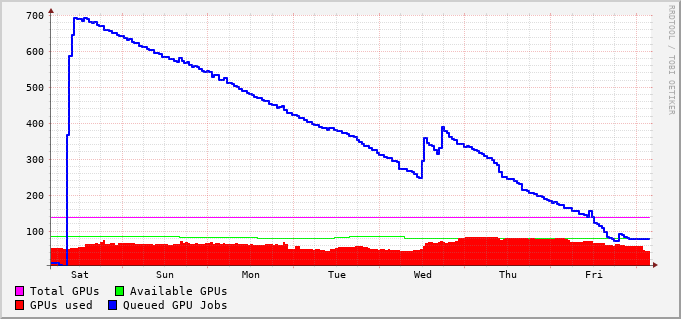 700
600
500
400
300
200
100
Sat Sun Mon Tue Wed Thu Fri
Total GPUs Available GPUs
GPUs used Queued GPU Jobs
RRDTOOL / TOBI OETIKER